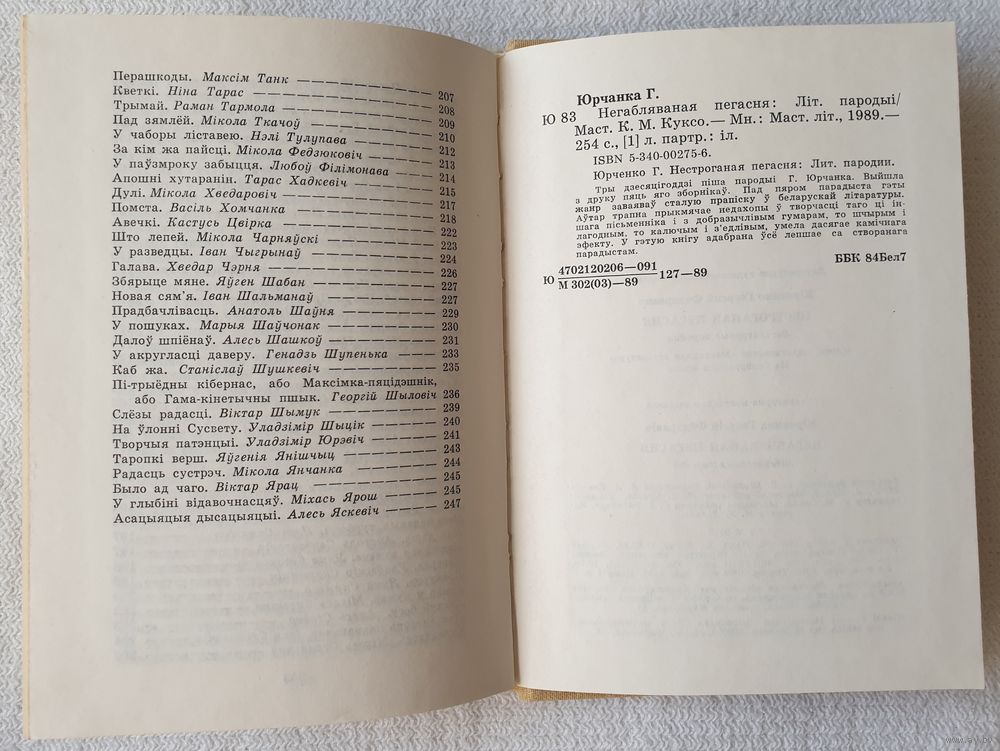 Перашкоды. Максім Танк — — — — — — — 207
Кветкі. Ніна Тарас — — — — — — — — 208
Трымай. Раман Тармола — — — — — — — 209
Пад зямлёй. Мікола Ткачоў — — — — — 210
У чаборы ліставею. Нэлі Тулупава — — — — 212
За кім жа пайсці. Мікола Федзюковіч — — — 213
У паўзмроку забыцця. Любоў Філімонава — — 214
Апошні хутаранін. Тарас Хадкевіч — — — — 215
Дулі. Мікола Хведаровіч — — — — — — 217
Помста. Васіль Хомчанка — — — — — — 218
Авечкі. Кастусь Цвірка — — — — — — 222
Што лепей. Мікола Чарняўскі — — — — — 223
У разведцы. Іван Чыгрынаў — — — — — 224
Галава. Хведар Чэрня — — — — — — — 226
Збярыце мяне. Яўген Шабан — — — — — 227
Новая сям'я. Іван Шальманаў — — — — — 227
Прадбачлівасць. Анатоль Шаўня — — — — 229
У пошуках. Марыя Шаўчонак — — — — — 230
Далоў шпіёнаў. Алесь Шашкоў — — — — — 231
У акругласці даверу. Генадзь Шупенька — — — 233
Каб жа. Станіслаў Шушкевіч — — — — — 235
Пі-трыедны кібернас, або Максімка-пяцідэшнік,
або Гама-кінетычны пшык. Георгій Шыловіч 236
Слёзы радасці. Віктар Шымук — — — — — 239
На ўлонні Сусвету. Уладзімір Шыцік — — — 240
Творчыя патэнцыі. Уладзімір Юрэвіч — — — 241
Таропкі верш. Яўгенія Янішчыц — — — — 243
Радасць сустрэч. Мікола Янчанка — — — — 244
Было ад чаго. Віктар Ярац — — — — — — 245
У глыбіні відавочнасцяў. Міхась Ярош — — — 245
Асацыяцыя дысацыяцыі. Алесь Яскевіч — — — 247
Юрчанка Г.
Ю 83 Негабляваная пегасня: Літ. пародыі/
Маст. К. М. Куксо.— Мн.: Маст. літ., 1989.—
254 с., [1] л. партр.: іл.
ISBN 5-340-00275-6.
Юрченко Г. Нестроганая пегасня: Лит. пародии.
Тры дзесяцігоддзі піша пародыі Г. Юрчанка. Выйшла
з друку пяць яго зборнікаў. Пад пяром парадыста гэты
жанр заваяваў сталую прапіску ў беларускай літаратуры.
Аўтар трапна прыкмячае недахопы ў творчасці таго ці ін-
шага пісьменніка і з добразычлівым гумарам, то шчырым і
лагодным, то калючым і з'едлівым, умела дасягае камічнага
эфекту. У гэтую кнігу адабрана ўсё лепшае са створанага
парадыстам.
Ю 4702120206—091
М 302(03)—89 127—89
ББК 84Бел7